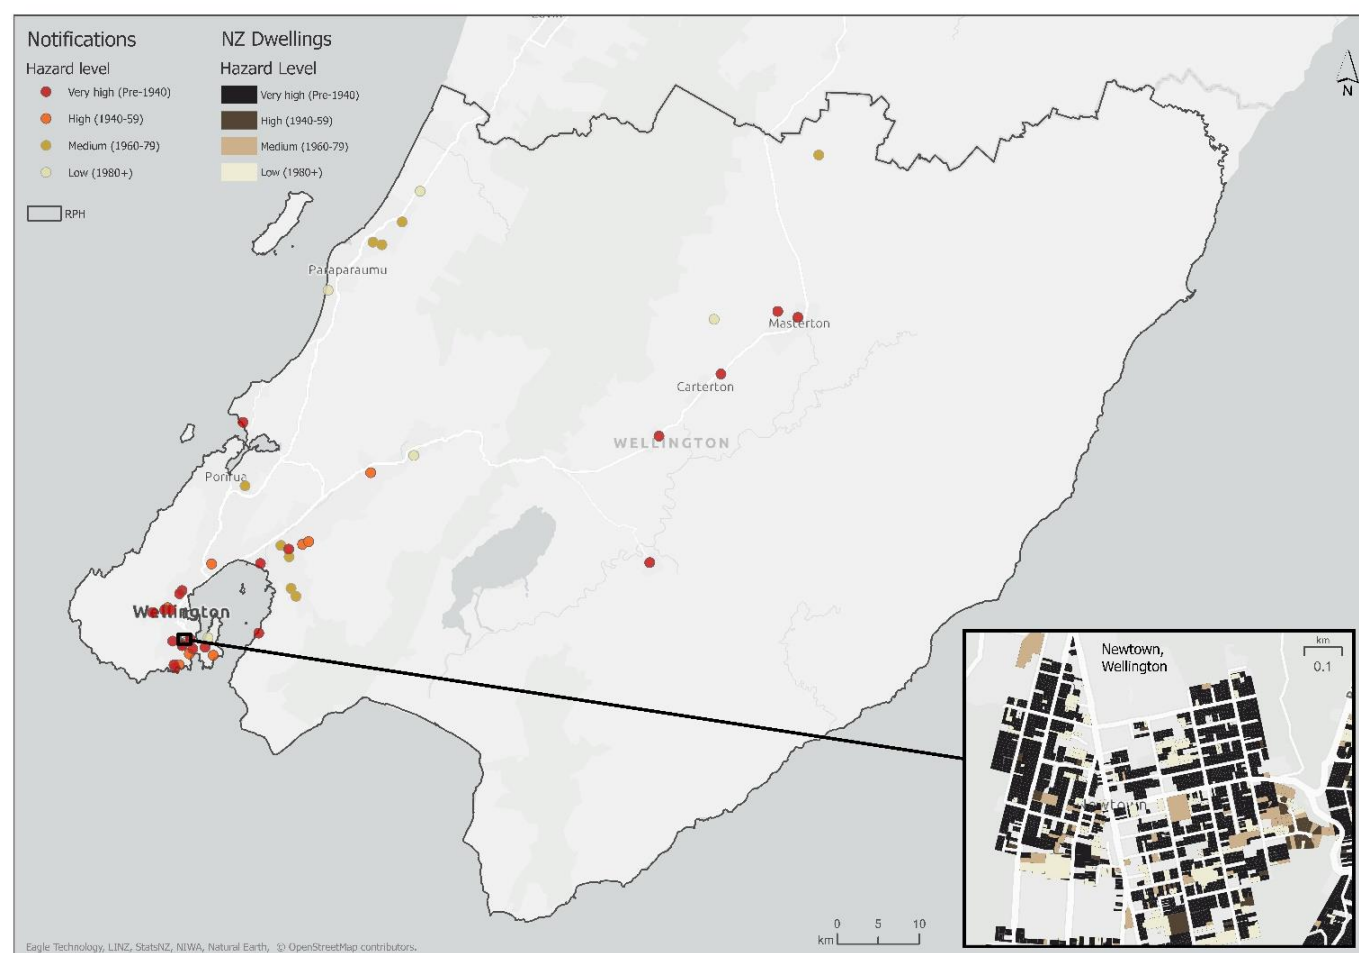 Levin
Notifications
Hazard level
Very high (Pre-1940)
High (1940-59)
Medium (1960-79)
Low (1980+)
RPH
NZ Dwellings
Hazard Level
Very high (Pre-1940)
High (1940-59)
Medium (1960-79)
Low (1980+)
N
Paraparaumu
Masterton
Carterton
WELLINGTON
Porirua
Wellington
Newtown,
Wellington
km
0.1
Newtown
0 5 10
km
Eagle Technology, LINZ, StatsNZ, NIWA, Natural Earth, © OpenStreetMap contributors.